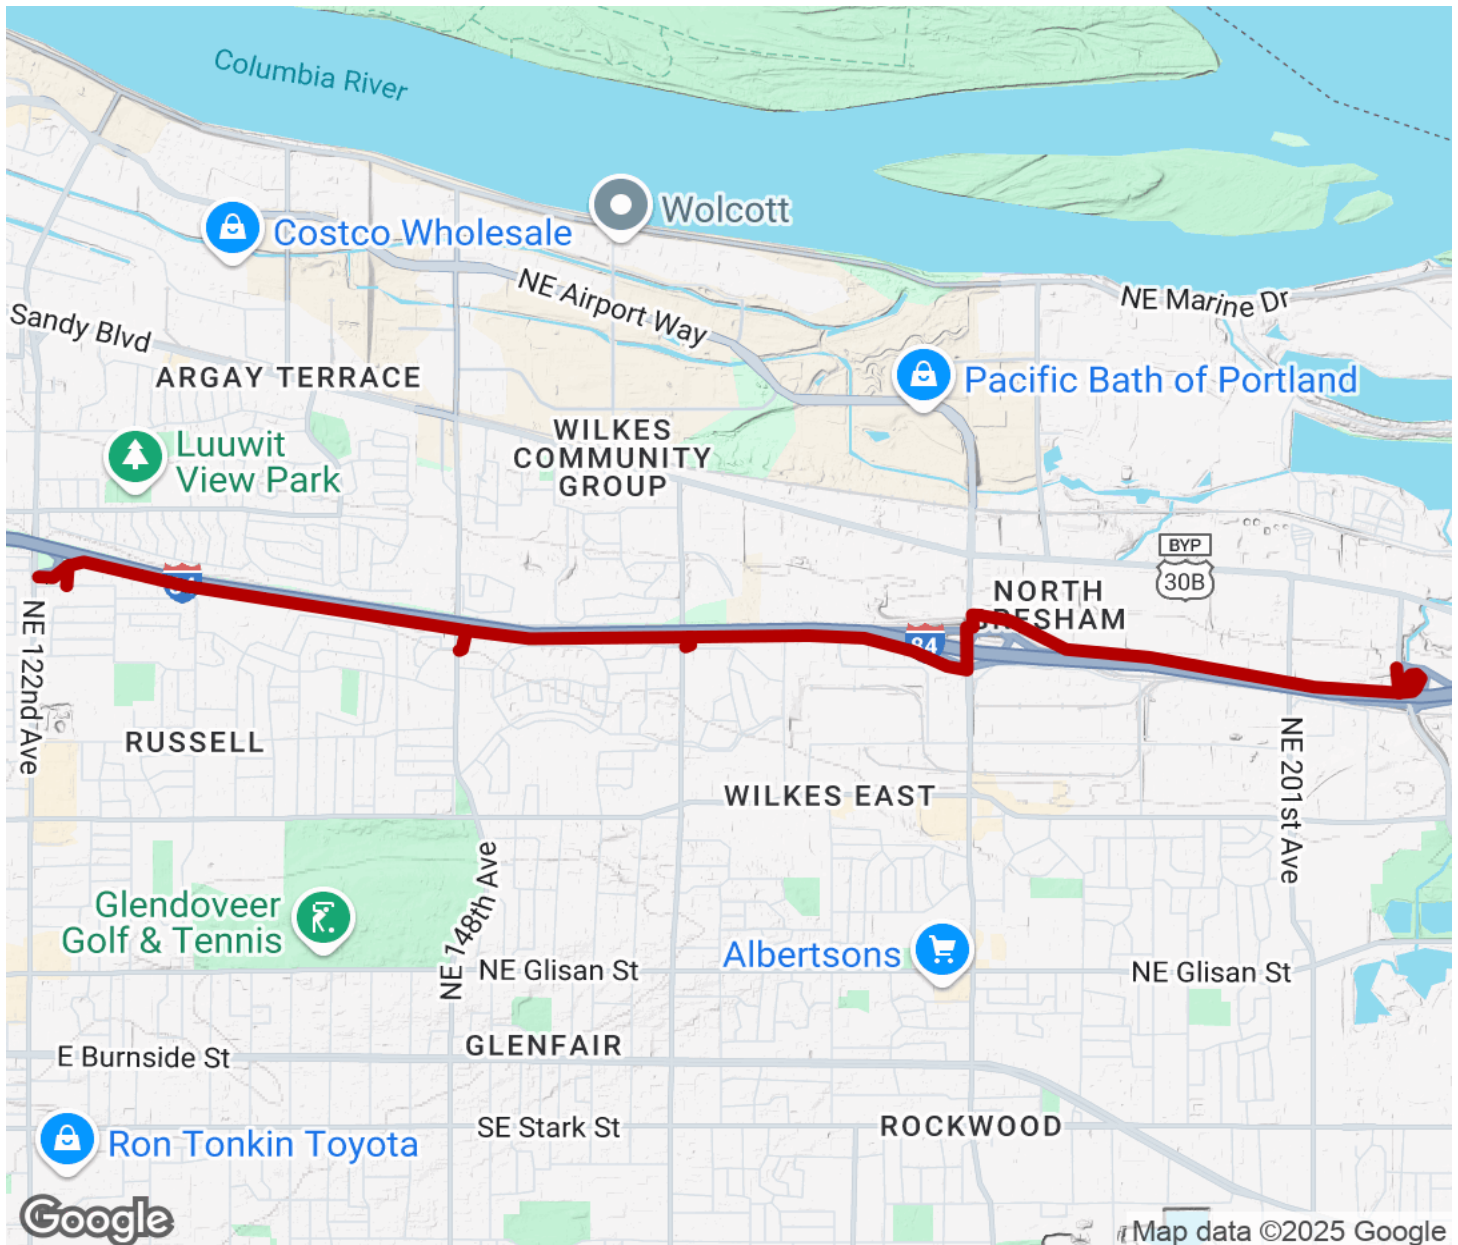 Columbia River
Wolcott
Costco Wholesale
NE Airport Way
NE Marine Dr
Sandy Blvd
ARGAY TERRACE
Pacific Bath of Portland
Luuwit
View Park
WILKES
COMMUNITY
GROUP
BYP
30B
NORTH
84
NE 122nd Ave
RUSSELL
NE 201st Ave
WILKES EAST
NE 148th Ave
Glendoveer
Golf & Tennis
Albertsons
NE Glisan St
NE Glisan St
GLENFAIR
E Burnside St
SE Stark St
ROCKWOOD
Ron Tonkin Toyota
Google
Map data ©2025 Google